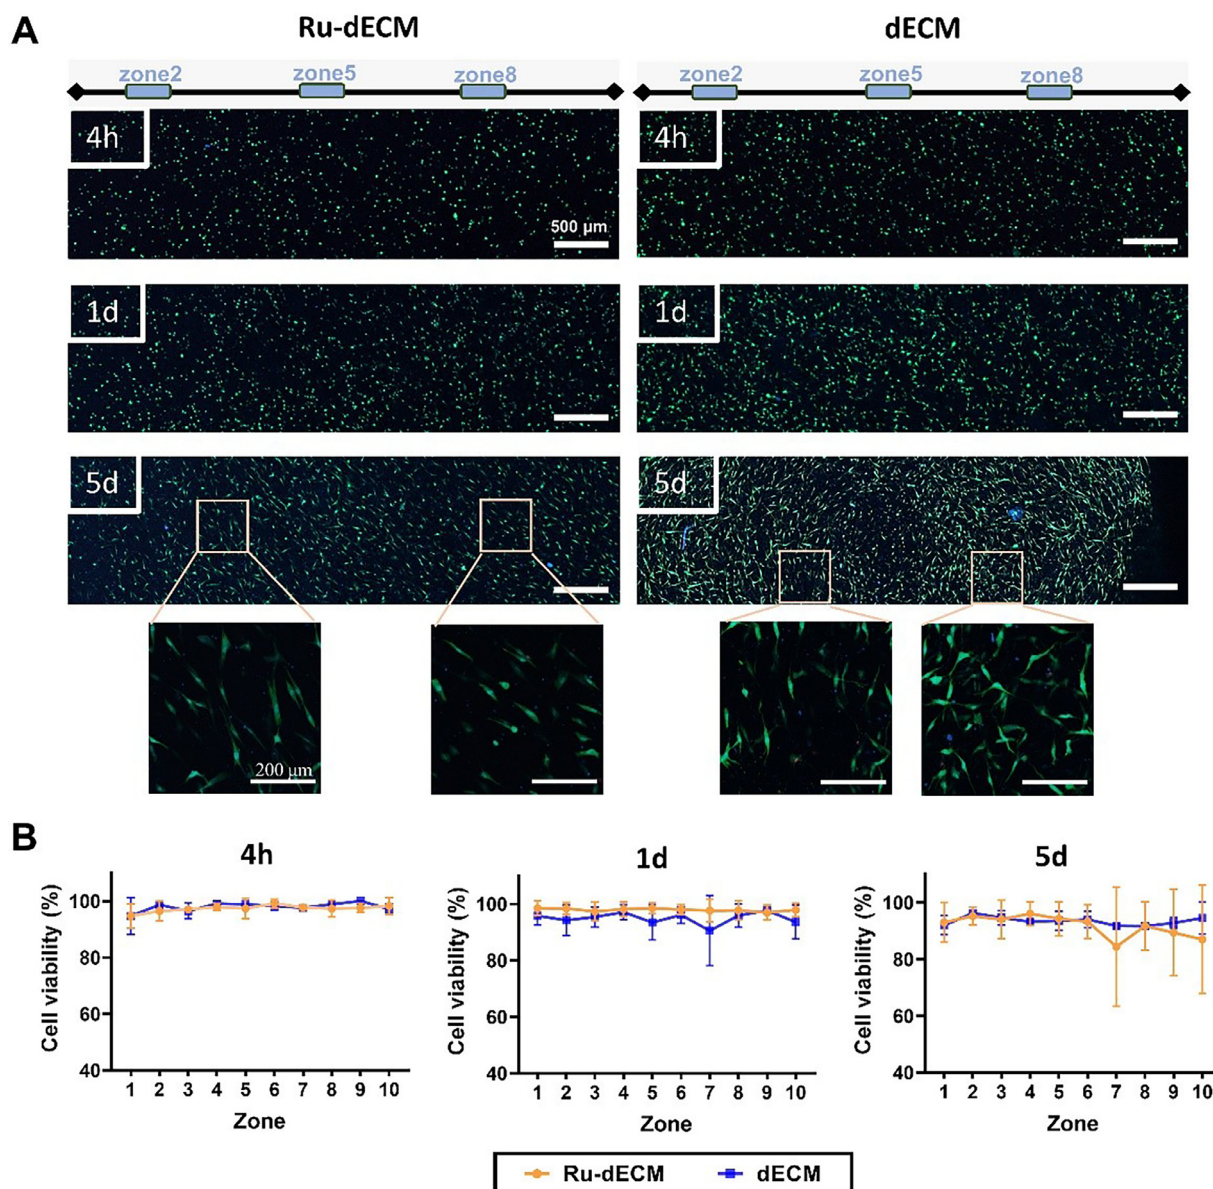 A
Ru-dECM
dECM
zone2 zone5 zone8
zone2 zone5 zone8
4h
500 μm
4h
1d
1d
5d
5d
200 μm
B
4h
Cell viability (%)
100
80
60
40
1 2 3 4 5 6 7 8 9 10
Zone
1d
Cell viability (%)
100
80
60
40
1 2 3 4 5 6 7 8 9 10
Zone
5d
Cell viability (%)
100
80
60
40
1 2 3 4 5 6 7 8 9 10
Zone
Ru-dECM dECM